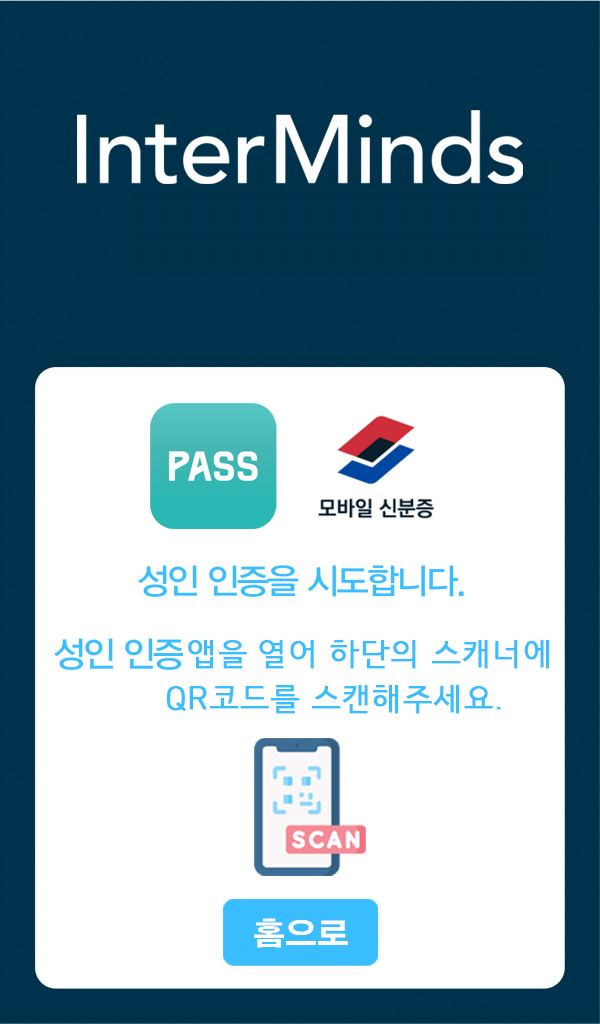 InterMinds
PASS
모바일 신분증
성인 인증을 시도합니다.
성인 인증앱을 열어 하단의 스캐너에
QR코드를 스캔해주세요.
SCAN
홈으로